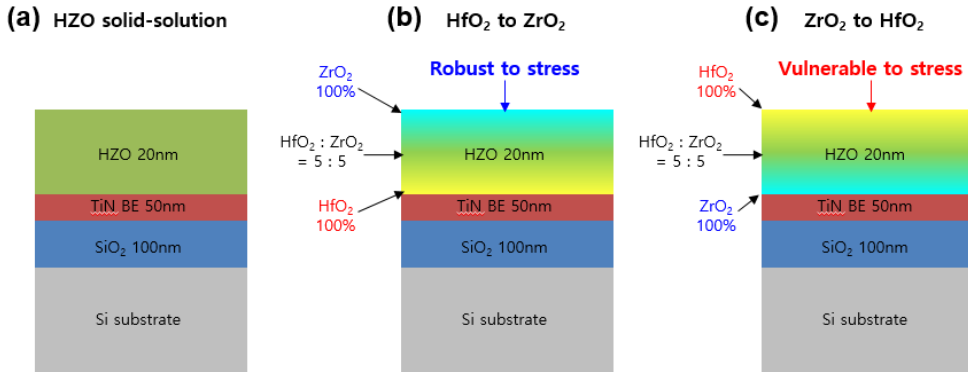 (a) HZO solid-solution
HZO 20nm
TiN BE 50nm
SiO₂ 100nm
Si substrate
(b) HfO₂ to ZrO₂
Robust to stress
ZrO₂
100%
HfO₂ : ZrO₂
= 5 : 5
HfO₂
100%
HZO 20nm
TiN BE 50nm
SiO₂ 100nm
Si substrate
(c) ZrO₂ to HfO₂
Vulnerable to stress
HfO₂
100%
HfO₂ : ZrO₂
= 5 : 5
ZrO₂
100%
HZO 20nm
TiN BE 50nm
SiO₂ 100nm
Si substrate